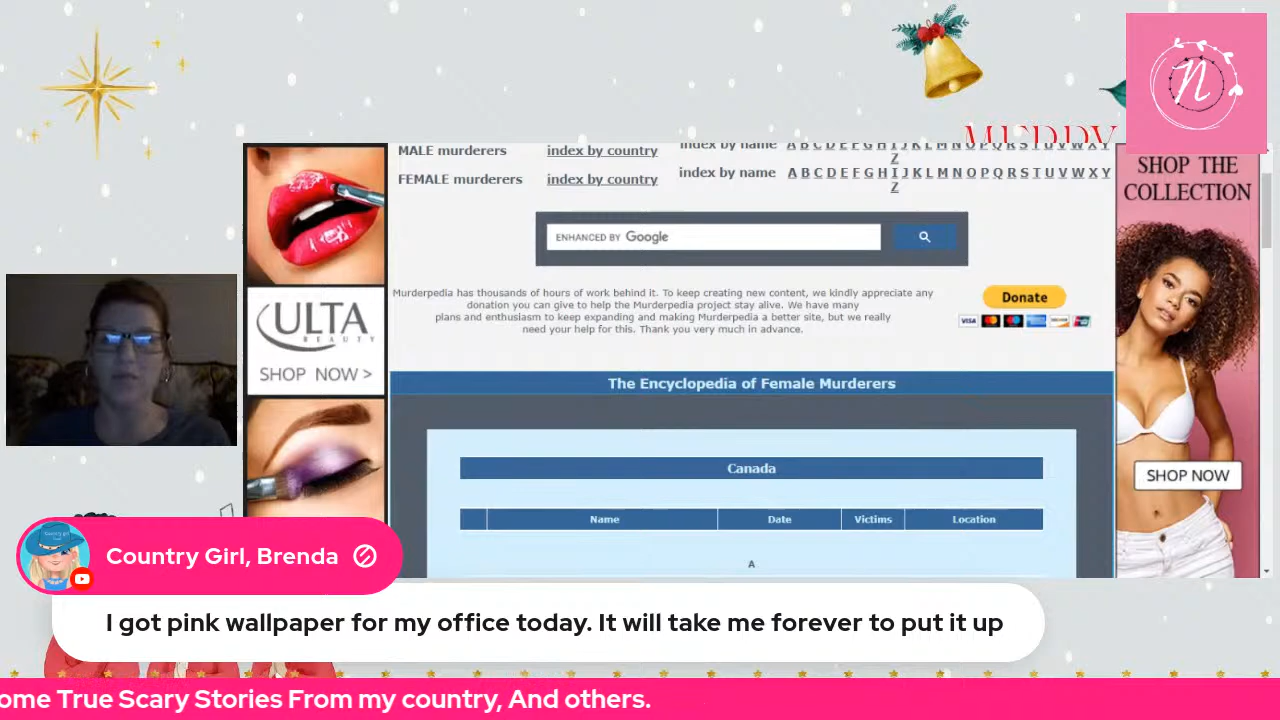 MERRY
n
MALE murderers index by country index by name A B C D E F G H I J K L M N O P Q R S T U V W X Y
Z
FEMALE murderers index by country index by name A B C D E F G H I J K L M N O P Q R S T U V W X Y
Z
ENHANCED BY Google
Murderpedia has thousands of hours of work behind it. To keep creating new content, we kindly appreciate any
donation you can give to help the Murderpedia project stay alive. We have many
plans and enthusiasm to keep expanding and making Murderpedia a better site, but we really
need your help for this. Thank you very much in advance.
Donate
VISA
DISCOVER
The Encyclopedia of Female Murderers
Canada
Name Date Victims Location
A
ULTA
BEAUTY
SHOP NOW >
SHOP THE
COLLECTION
SHOP NOW
Country Girl, Brenda
I got pink wallpaper for my office today. It will take me forever to put it up
ome True Scary Stories From my country, And others.